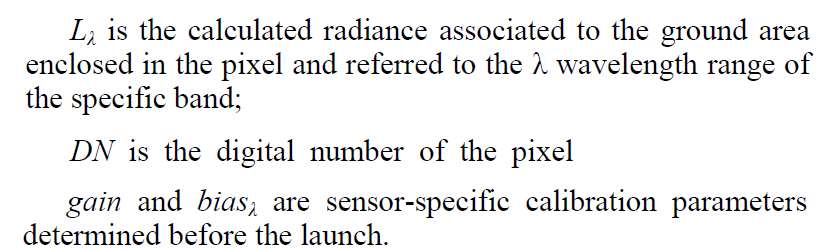 L_λ is the calculated radiance associated to the ground area
enclosed in the pixel and referred to the λ wavelength range of
the specific band;
DN is the digital number of the pixel
gain and bias_λ are sensor-specific calibration parameters
determined before the launch.